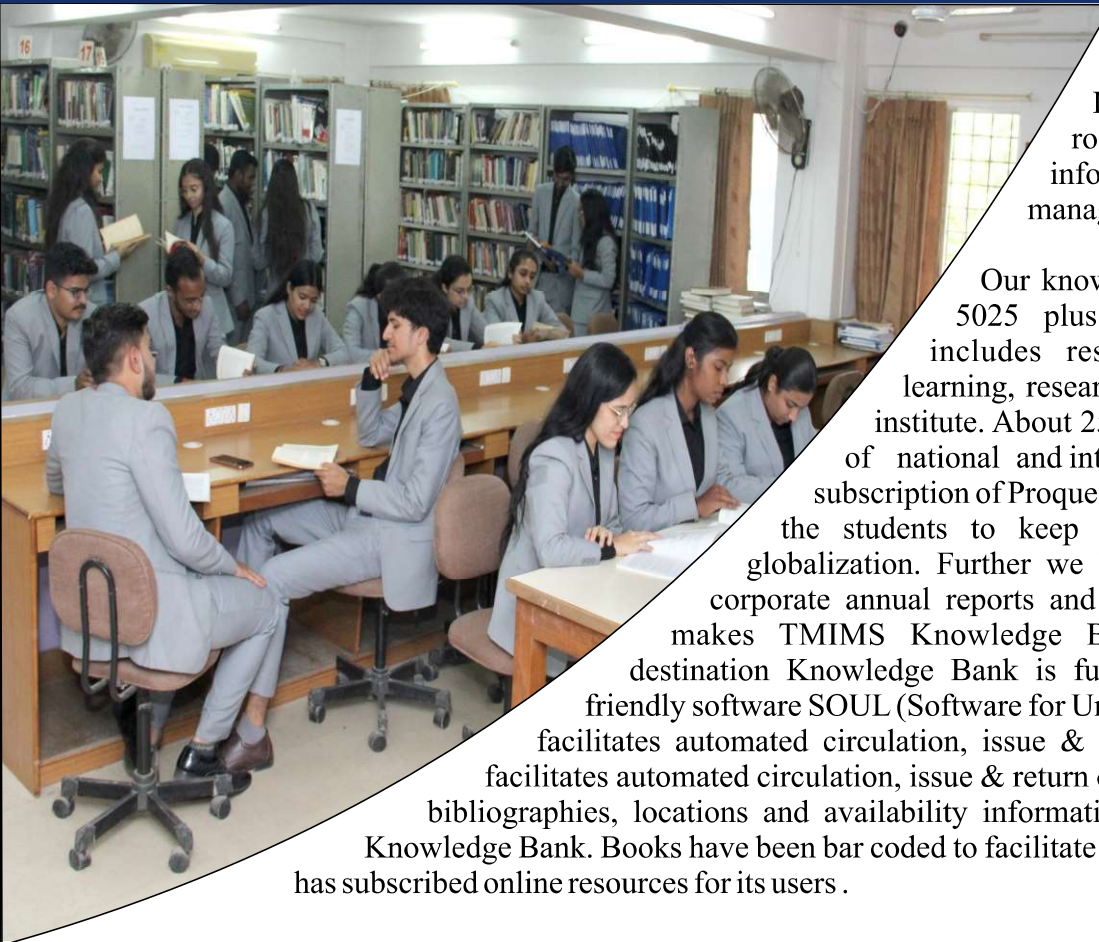 16
17
ro
info
manag
Our know
5025 plus
includes res
learning, resear
institute. About 2
of national and int
subscription of Proque
the students to keep
globalization. Further we
corporate annual reports and
makes TMIMS Knowledge B
destination Knowledge Bank is fu
friendly software SOUL (Software for Un
facilitates automated circulation, issue &
facilitates automated circulation, issue & return
bibliographies, locations and availability informati
Knowledge Bank. Books have been bar coded to facilitate
has subscribed online resources for its users .